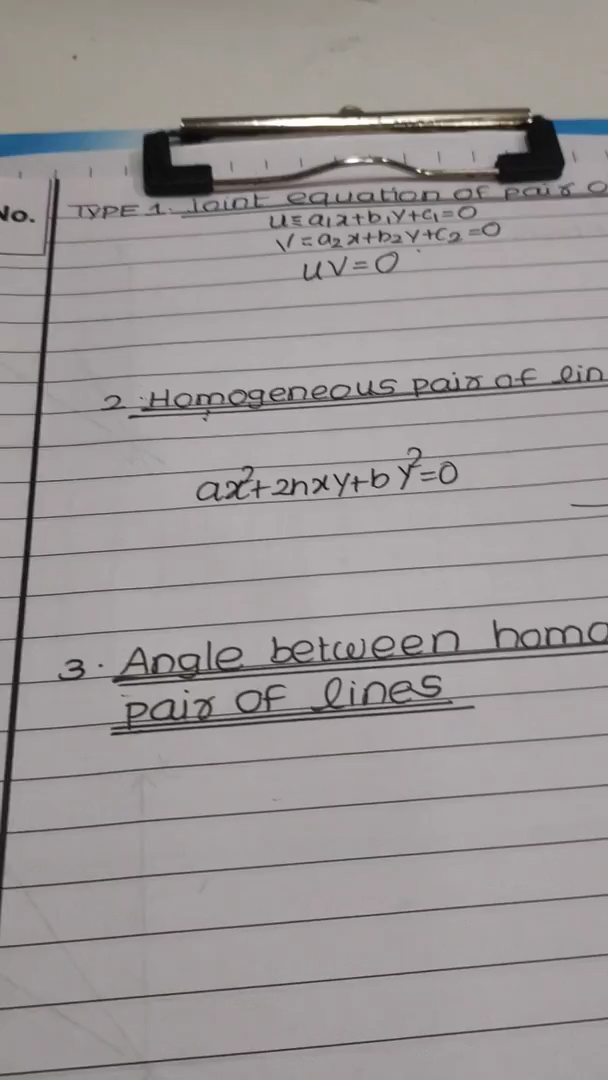 No.
TYPE 1. Joint equation of pair o
u≡a₁x+b₁y+c₁=0
V=a₂x+b₂y+c₂=0
uv=0
2. Homogeneous pair of lin
ax²+2hxy+by²=0
3. Angle between homo
pair of lines